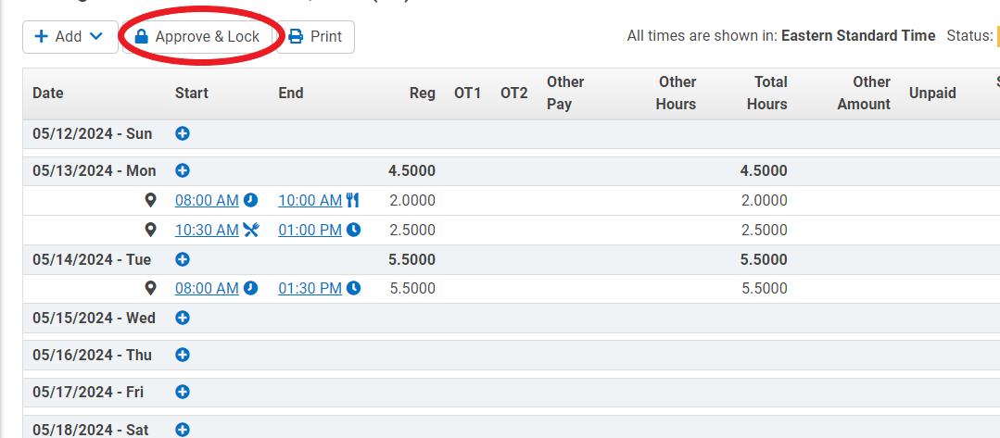 Add Approve & Lock Print All times are shown in: Eastern Standard Time Status:
Date Start End Reg OT1 OT2 Other Pay Other Hours Total Hours Other Amount Unpaid
05/12/2024 - Sun
05/13/2024 - Mon 4.5000 4.5000
08:00 AM 10:00 AM 2.0000 2.0000
10:30 AM 01:00 PM 2.5000 2.5000
05/14/2024 - Tue 5.5000 5.5000
08:00 AM 01:30 PM 5.5000 5.5000
05/15/2024 - Wed
05/16/2024 - Thu
05/17/2024 - Fri
05/18/2024 - Sat